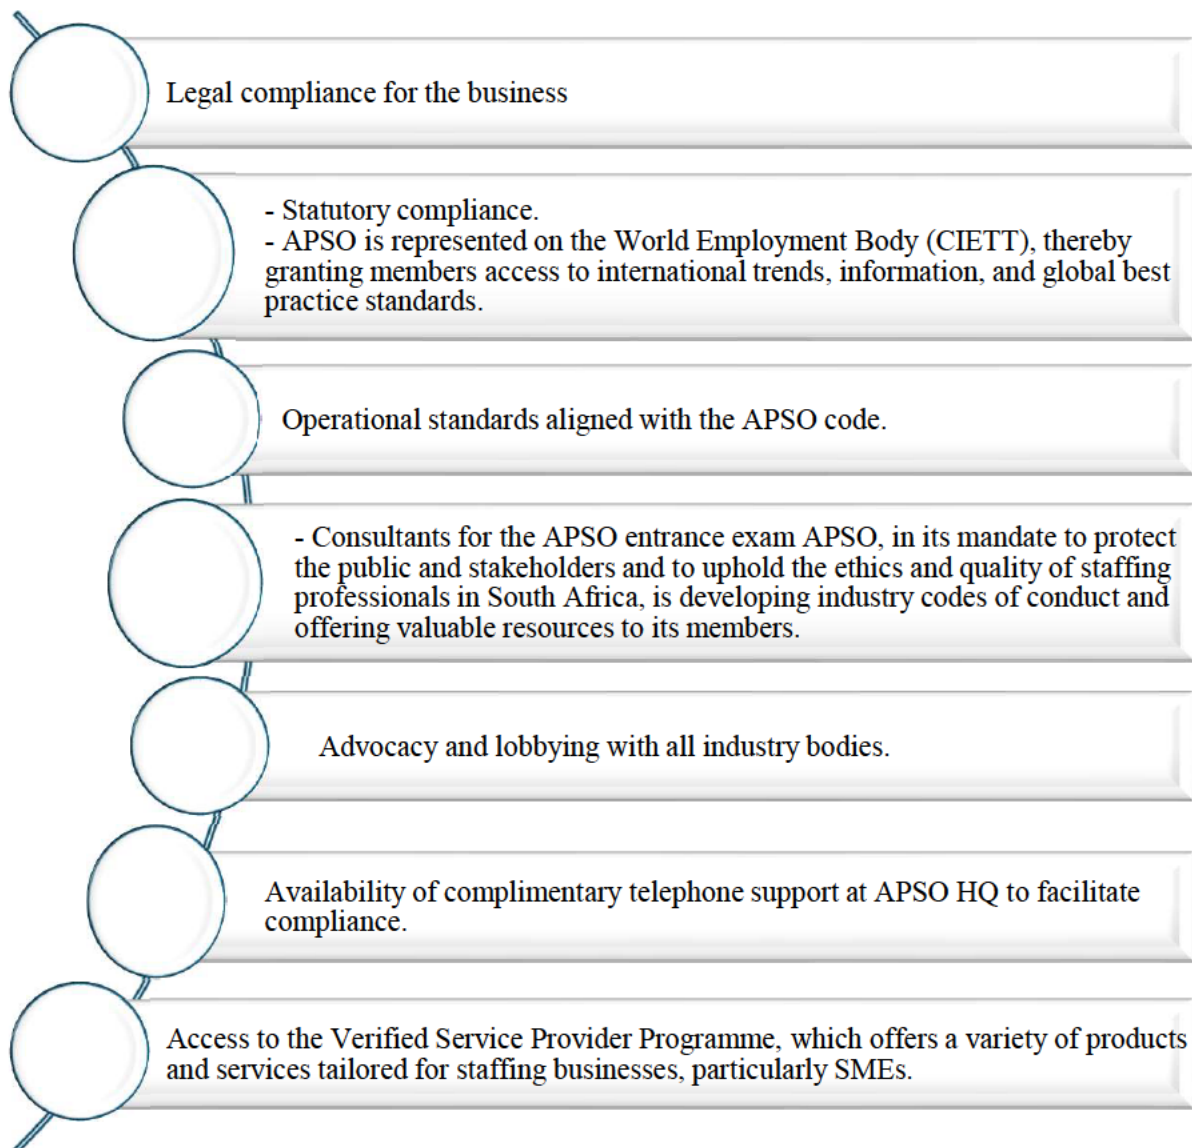 Legal compliance for the business
- Statutory compliance.
- APSO is represented on the World Employment Body (CIETT), thereby
granting members access to international trends, information, and global best
practice standards.
Operational standards aligned with the APSO code.
- Consultants for the APSO entrance exam APSO, in its mandate to protect
the public and stakeholders and to uphold the ethics and quality of staffing
professionals in South Africa, is developing industry codes of conduct and
offering valuable resources to its members.
Advocacy and lobbying with all industry bodies.
Availability of complimentary telephone support at APSO HQ to facilitate
compliance.
Access to the Verified Service Provider Programme, which offers a variety of products
and services tailored for staffing businesses, particularly SMEs.